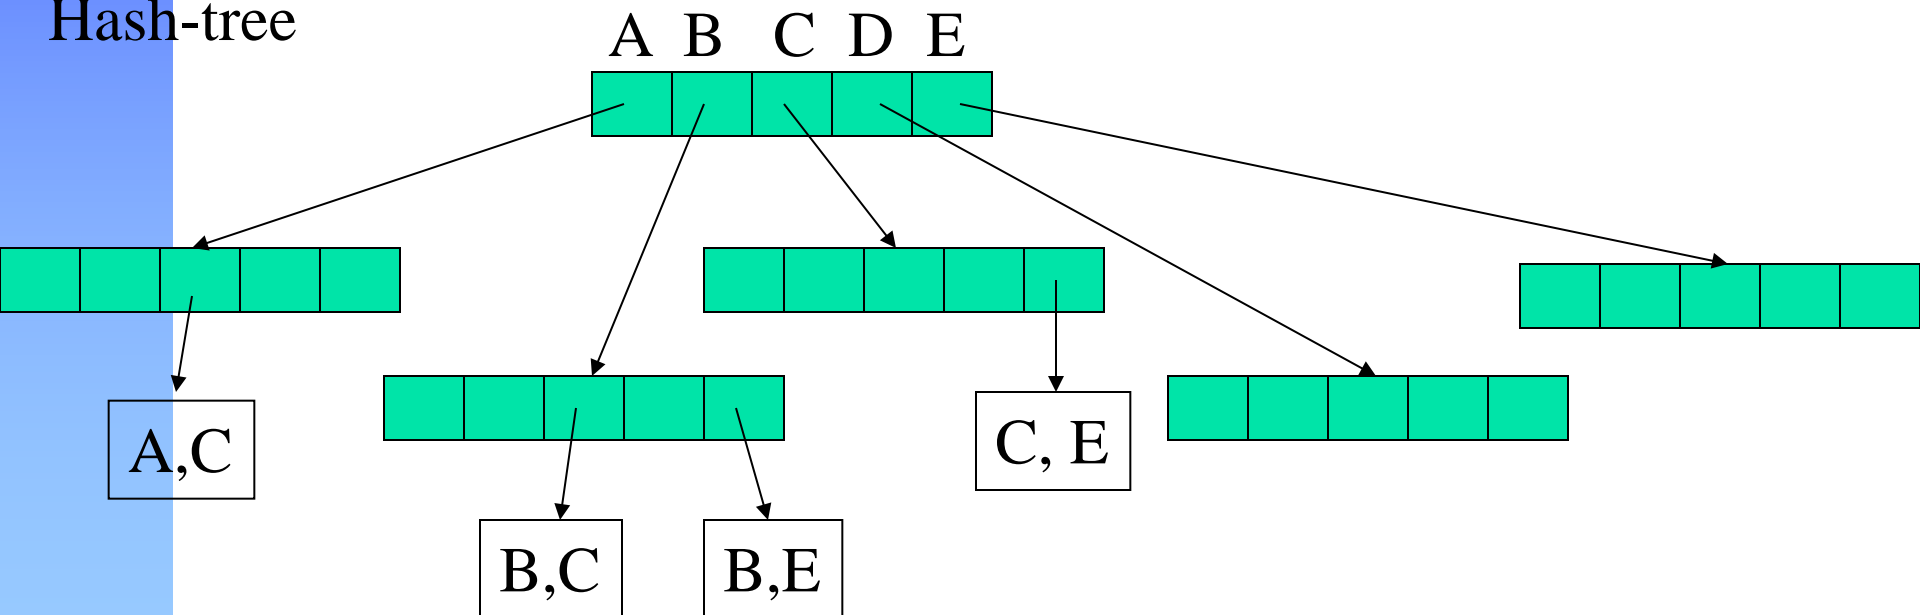 Hash-tree
A B C D E
A,C
C, E
B,C
B,E